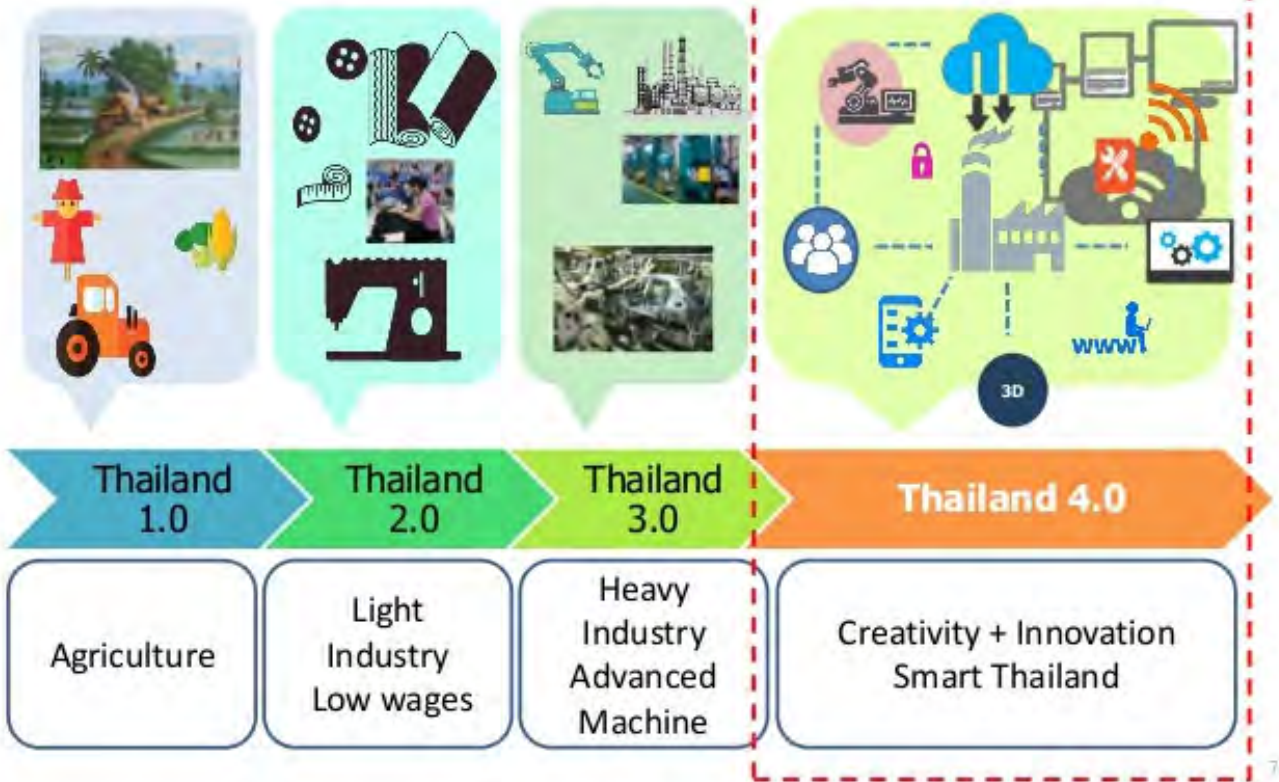 3D
www
Thailand
1.0
Thailand
2.0
Thailand
3.0
Thailand 4.0
Agriculture
Light
Industry
Low wages
Heavy
Industry
Advanced
Machine
Creativity + Innovation
Smart Thailand
7